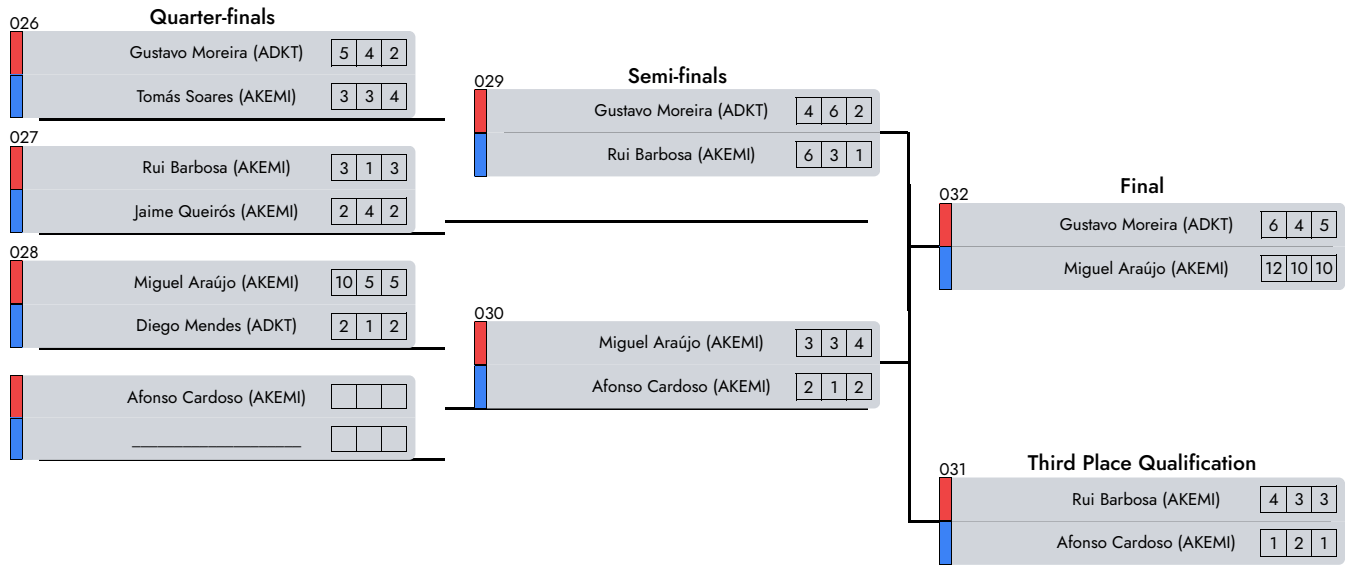 Quarter-finals
026
Gustavo Moreira (ADKT) 5 4 2
Tomás Soares (AKEMI) 3 3 4
027
Rui Barbosa (AKEMI) 3 1 3
Jaime Queirós (AKEMI) 2 4 2
028
Miguel Araújo (AKEMI) 10 5 5
Diego Mendes (ADKT) 2 1 2
Afonso Cardoso (AKEMI)
____________________
Semi-finals
029
Gustavo Moreira (ADKT) 4 6 2
Rui Barbosa (AKEMI) 6 3 1
030
Miguel Araújo (AKEMI) 3 3 4
Afonso Cardoso (AKEMI) 2 1 2
Final
032
Gustavo Moreira (ADKT) 6 4 5
Miguel Araújo (AKEMI) 12 10 10
Third Place Qualification
031
Rui Barbosa (AKEMI) 4 3 3
Afonso Cardoso (AKEMI) 1 2 1